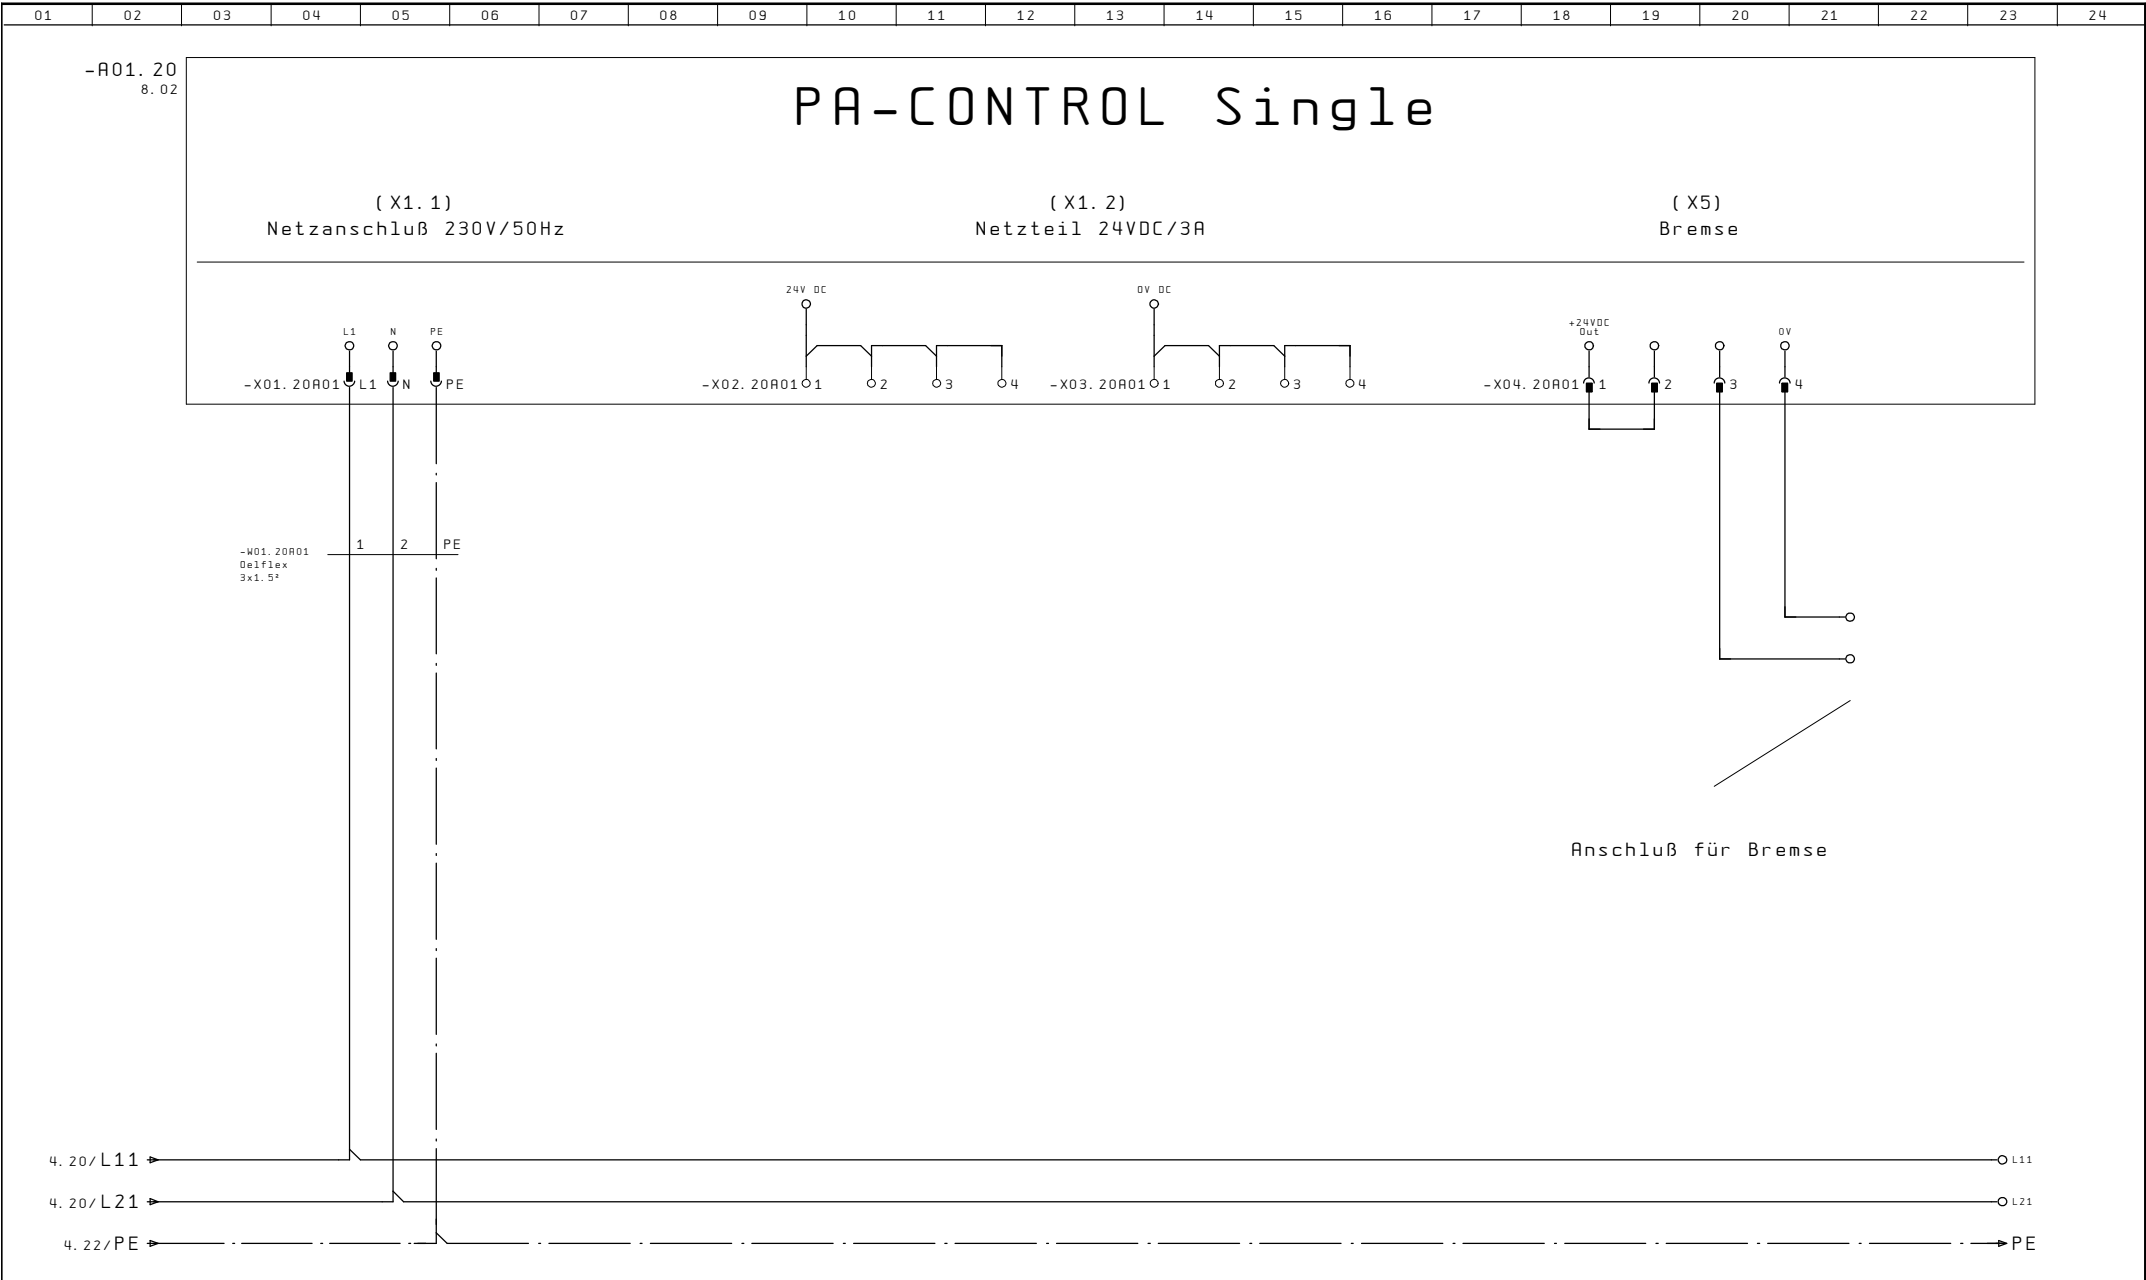 01 02 03 04 05 06 07 08 09 10 11 12 13 14 15 16 17 18 19 20 21 22 23 24
-A01.20
8.02
PA-CONTROL Single
(X1.1) (X1.2) (X5)
Netzanschluß 230V/50Hz Netzteil 24VDC/3A Bremse
24V DC 0V DC
+24VDC
L1 N PE Out 0V
-X01.20A01 L1 N PE -X02.20A01 1 2 3 4 -X03.20A01 1 2 3 4 -X04.20A01 1 2 3 4
1 2 PE
-W01.20A01
Oelflex
3x1.5²
Anschluß für Bremse
4.20/L11 L11
4.20/L21 L21
4.22/PE PE